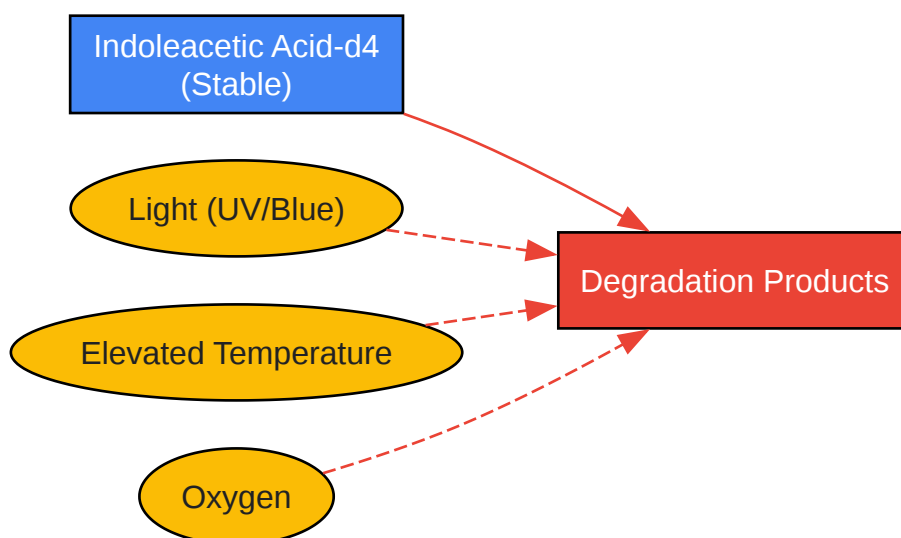 Indoleacetic Acid-d4
(Stable)
Light (UV/Blue)
Degradation Products
Elevated Temperature
Oxygen